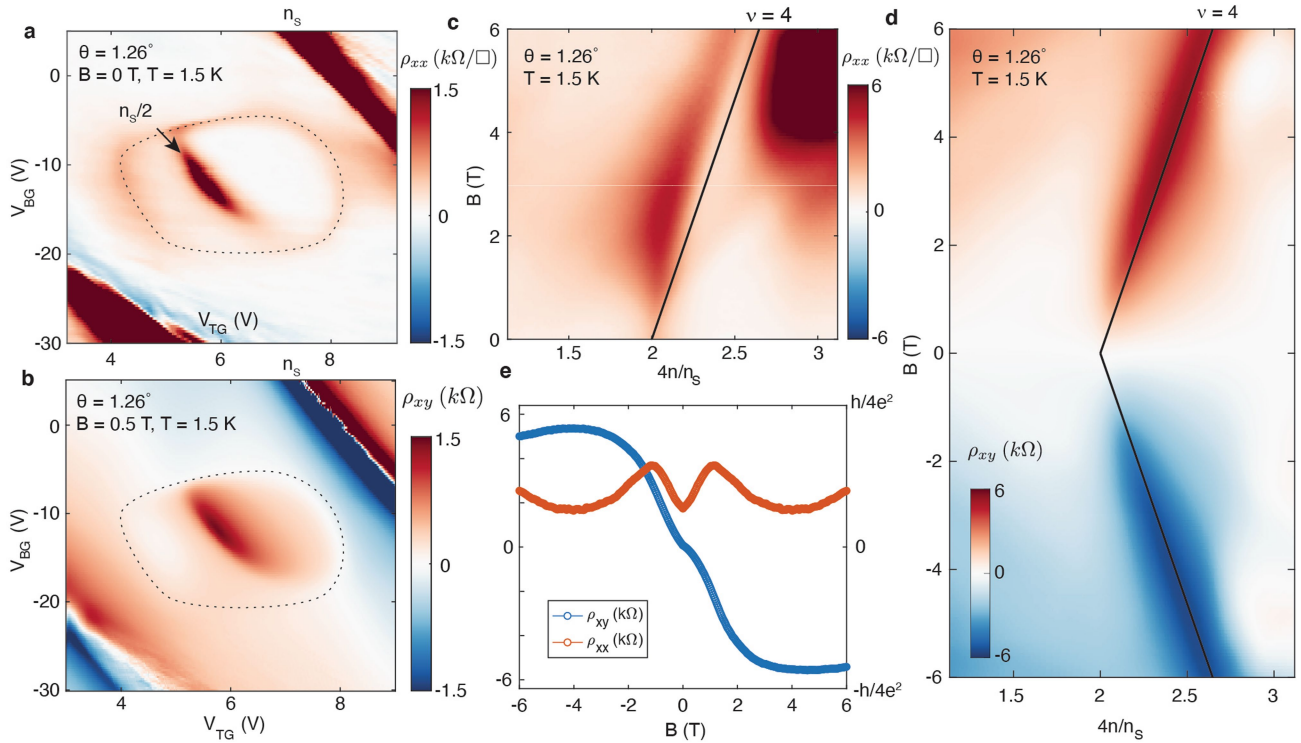 n_S
a
θ = 1.26°
B = 0 T, T = 1.5 K
ρ_xx (kΩ/□)
1.5
0
-1.5
n_S/2
V_BG (V)
0
-10
-20
-30
V_TG (V)
4
6
8
b
n_S
θ = 1.26°
B = 0.5 T, T = 1.5 K
ρ_xy (kΩ)
1.5
0
-1.5
V_BG (V)
0
-10
-20
-30
4
6
8
V_TG (V)
c
ν = 4
θ = 1.26°
T = 1.5 K
ρ_xx (kΩ/□)
6
0
-6
B (T)
6
4
2
0
1.5
2
2.5
3
4n/n_S
d
ν = 4
θ = 1.26°
T = 1.5 K
B (T)
6
4
2
0
-2
-4
-6
ρ_xy (kΩ)
6
0
-6
1.5
2
2.5
3
4n/n_S
e
6
0
-6
h/4e²
0
-h/4e²
ρ_xy (kΩ)
ρ_xx (kΩ)
-6
-4
-2
0
2
4
6
B (T)